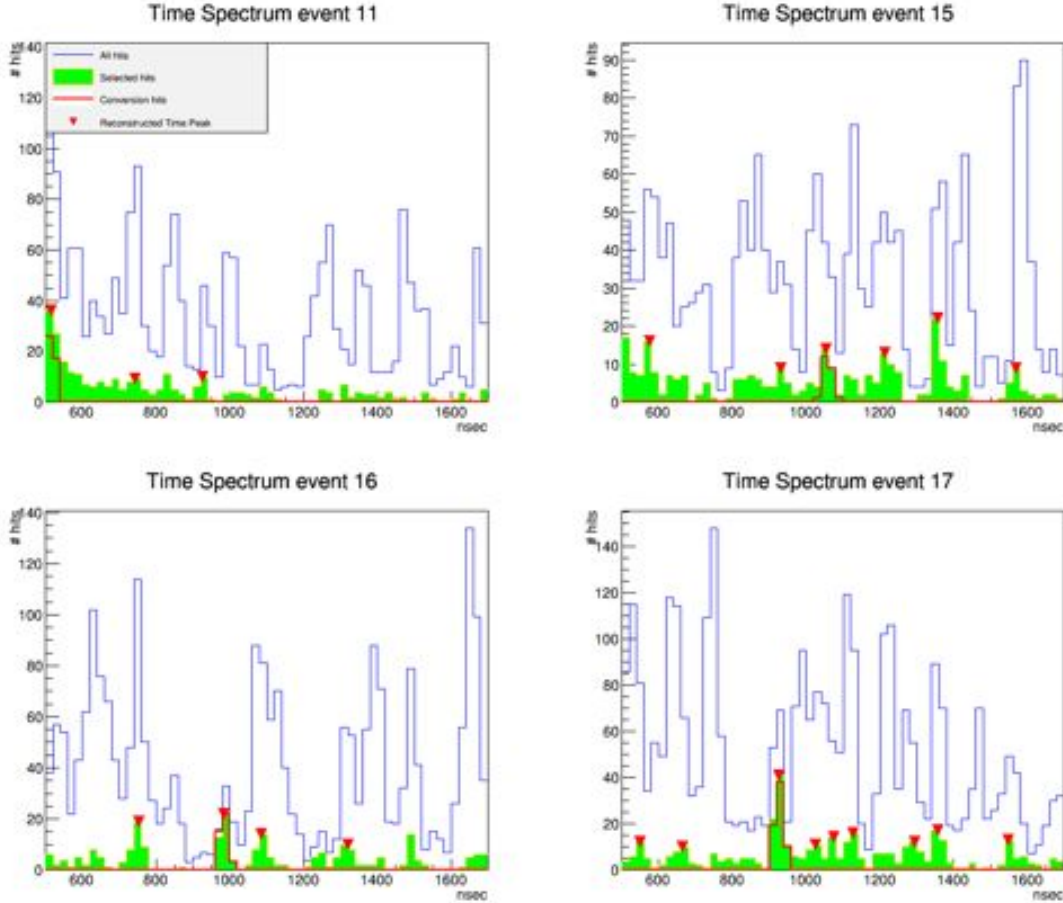 Time Spectrum event 11
# hits
140
120
100
80
60
40
20
0
All hits
Selected hits
Conversion hits
Reconstructed Time Peak
600 800 1000 1200 1400 1600
nsec
Time Spectrum event 15
# hits
90
80
70
60
50
40
30
20
10
0
600 800 1000 1200 1400 1600
nsec
Time Spectrum event 16
# hits
140
120
100
80
60
40
20
0
600 800 1000 1200 1400 1600
nsec
Time Spectrum event 17
# hits
140
120
100
80
60
40
20
0
600 800 1000 1200 1400 1600
nsec